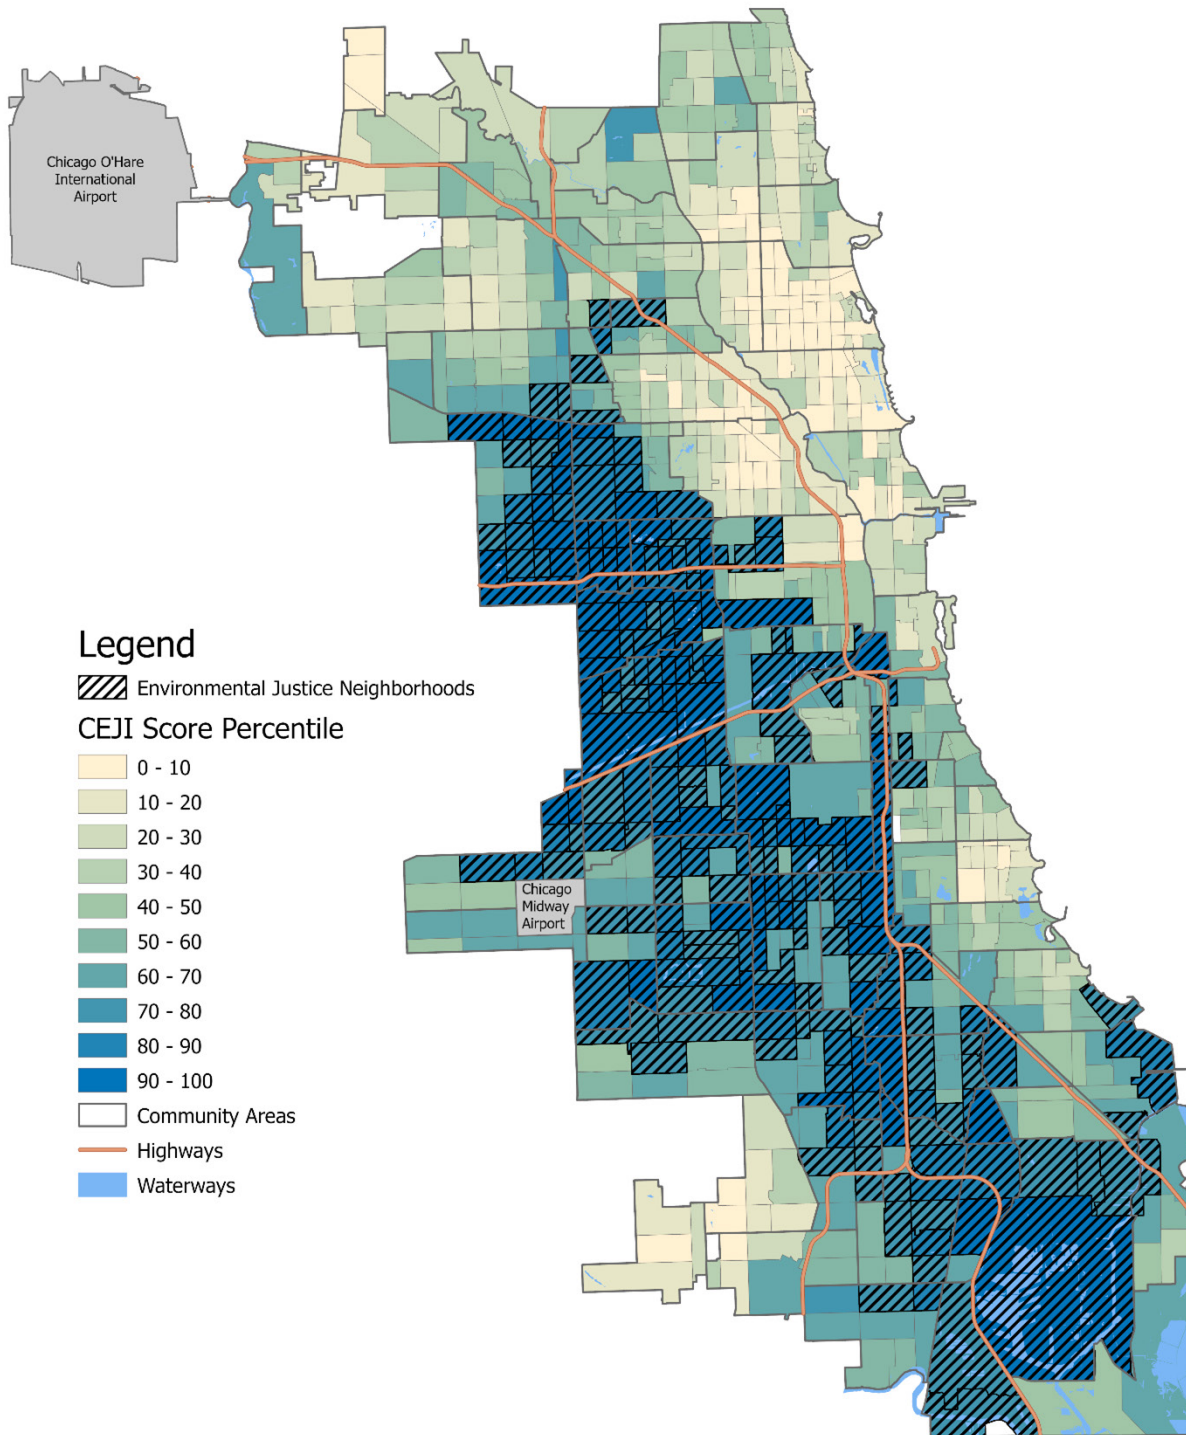 Chicago O'Hare
International
Airport
Legend
Environmental Justice Neighborhoods
CEJI Score Percentile
0 - 10
10 - 20
20 - 30
30 - 40
40 - 50
50 - 60
60 - 70
70 - 80
80 - 90
90 - 100
Community Areas
Highways
Waterways
Chicago
Midway
Airport